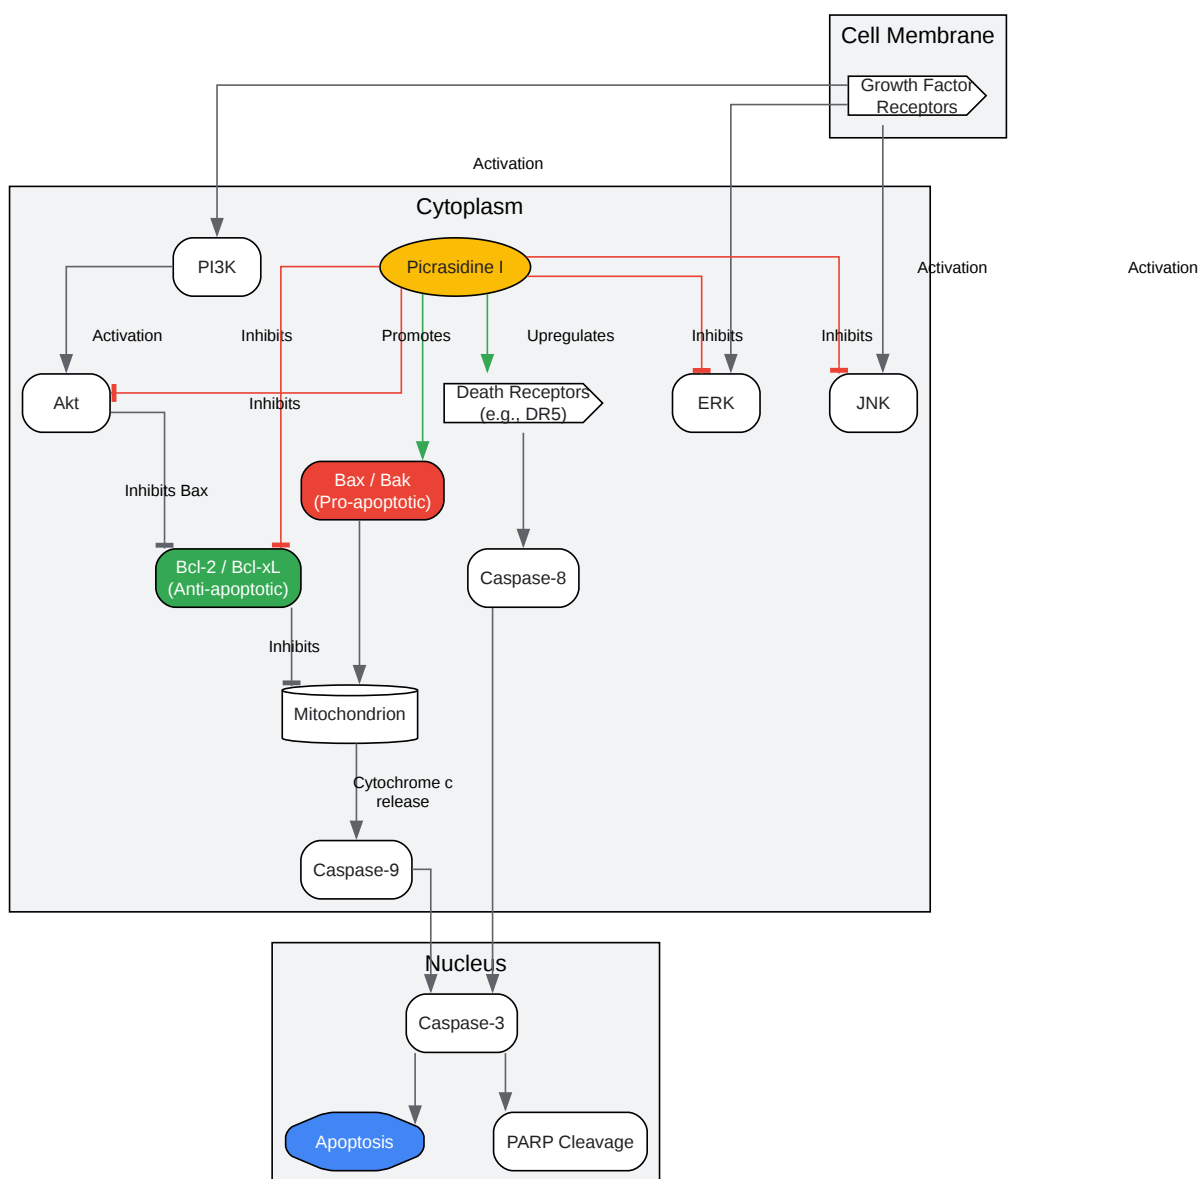 Cell Membrane
Growth Factor
Receptors
Activation
Cytoplasm
PI3K
Picrasidine I
Activation
Activation
Activation
Inhibits
Promotes
Upregulates
Inhibits
Inhibits
Akt
Inhibits
Death Receptors
(e.g., DR5)
ERK
JNK
Inhibits Bax
Bax / Bak
(Pro-apoptotic)
Bcl-2 / Bcl-xL
(Anti-apoptotic)
Caspase-8
Inhibits
Mitochondrion
Cytochrome c
release
Caspase-9
Nucleus
Caspase-3
Apoptosis
PARP Cleavage